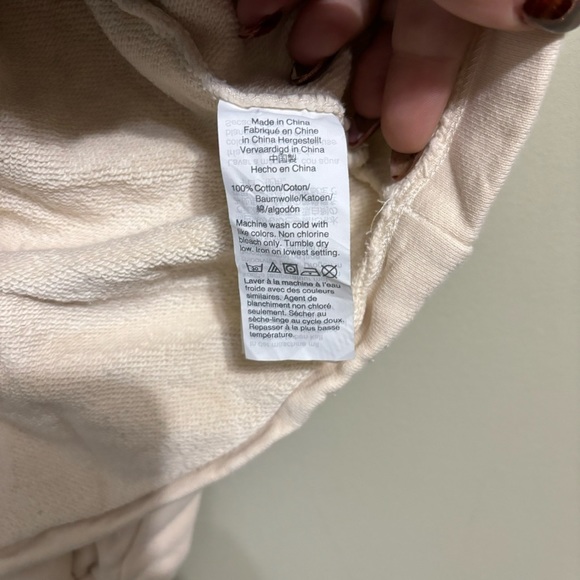 Made in China
Fabriqué en Chine
in China Hergestellt
Vervaardigd in China
中国製
Hecho en China
100% Cotton/Coton/
Baumwolle/Katoen/
綿/algodón
Machine wash cold with
like colors. Non chlorine
bleach only. Tumble dry
low. Iron on lowest setting.
Laver à la machine à l'eau
froide avec des couleurs
similaires. Agent de
blanchiment non chloré
seulement. Sécher au
sèche-linge au cycle doux.
Repasser à la plus basse
température.